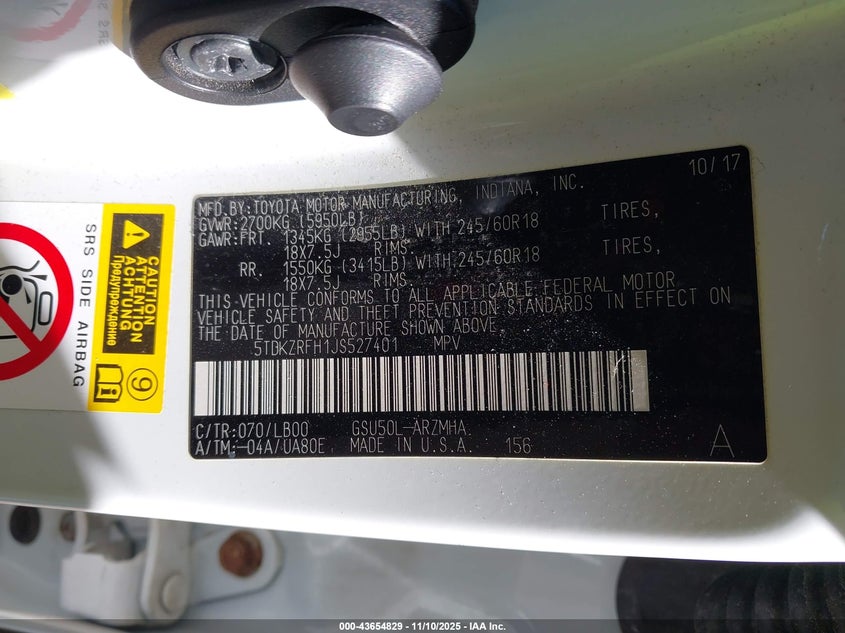 10/17
MFD.BY:TOYOTA MOTOR MANUFACTURING, INDIANA, INC.
GVWR:2700KG (5950LB)
GAWR:FRT. 1345KG (2955LB) WITH 245/60R18 TIRES,
18X7.5J RIMS,
RR. 1550KG (3415LB) WITH 245/60R18 TIRES,
18X7.5J RIMS.
THIS VEHICLE CONFORMS TO ALL APPLICABLE FEDERAL MOTOR
VEHICLE SAFETY AND THEFT PREVENTION STANDARDS IN EFFECT ON
THE DATE OF MANUFACTURE SHOWN ABOVE.
5TDKZRFH1JS527401 MPV
C/TR:070/LB00 GSU50L-ARZMHA
A/TM:-04A/UA80E MADE IN U.S.A. 156 A
SRS SIDE AIRBAG
CAUTION
ATTENTION
ACHTUNG
Предупреждение
9
000-43654829 - 11/10/2025 - IAA Inc.